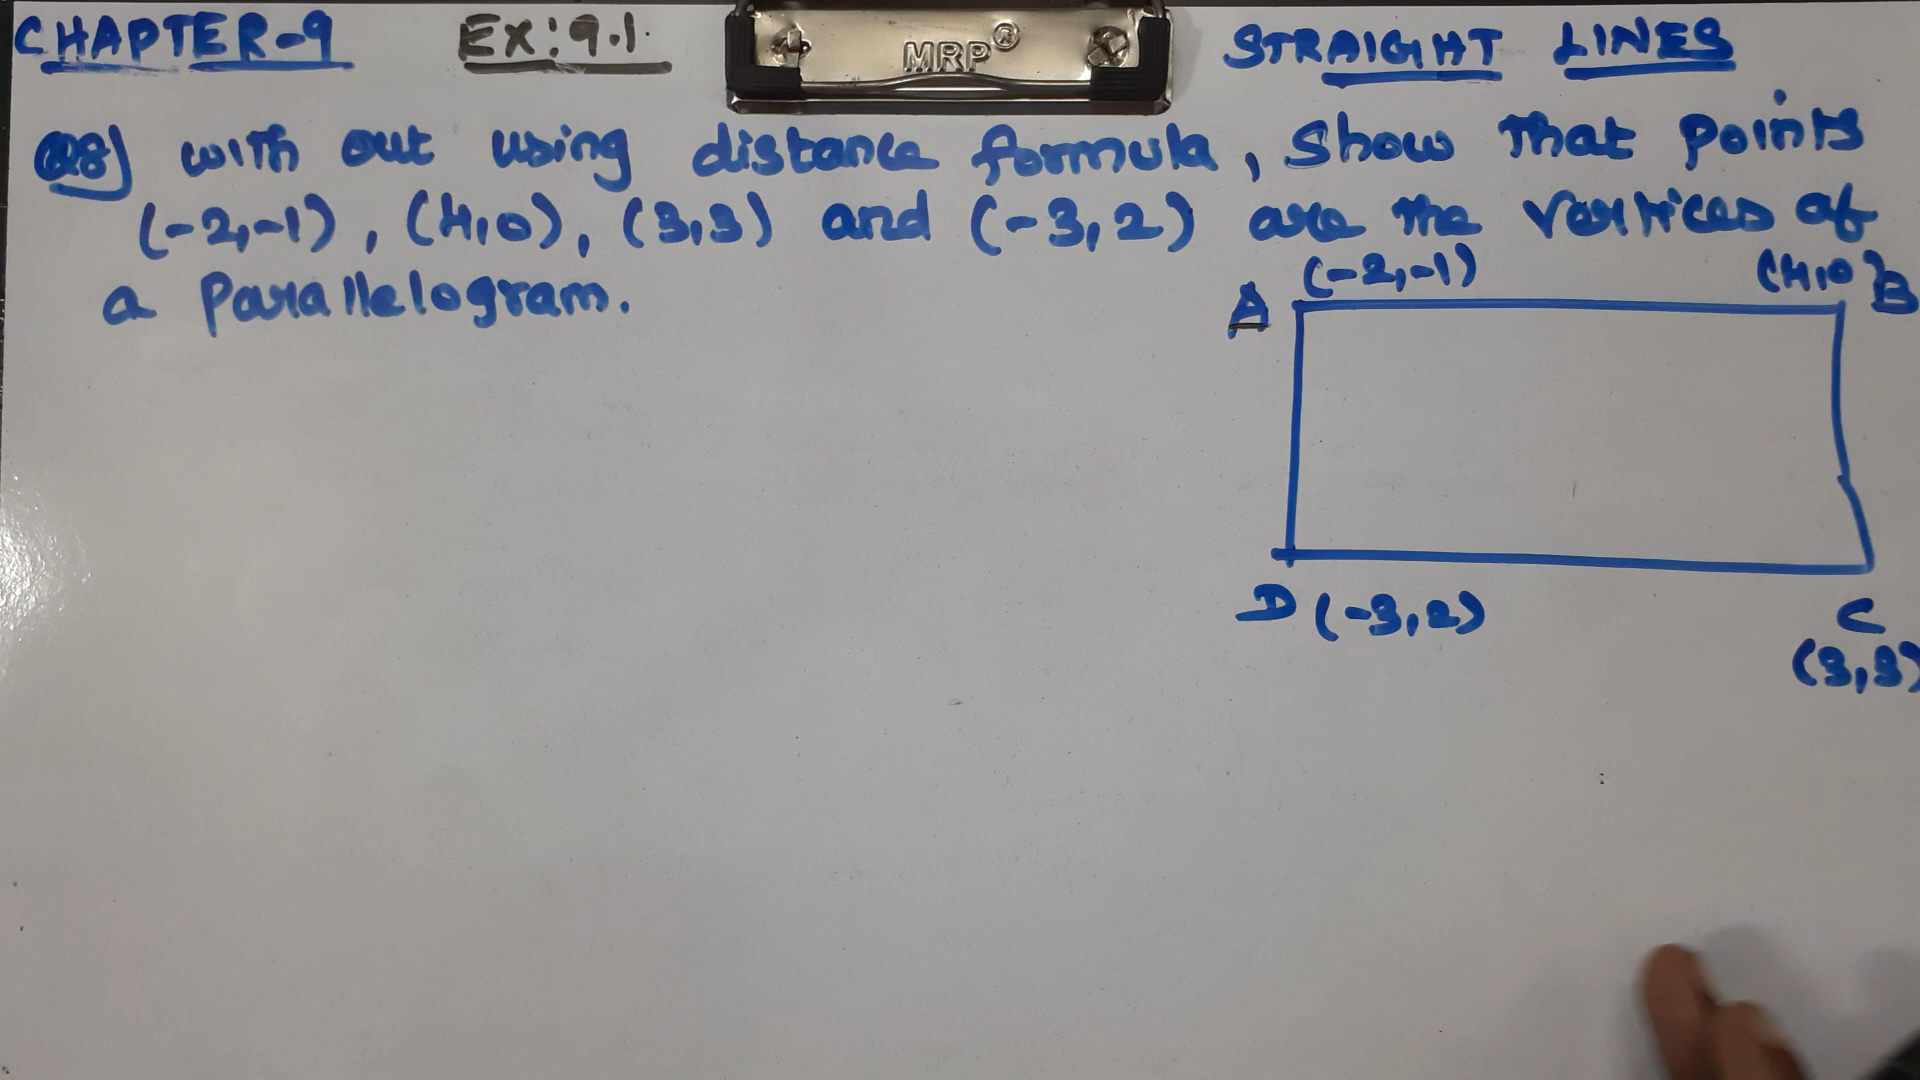 CHAPTER-9 EX:9.1. MRP® STRAIGHT LINES
Q8) with out using distance formula, Show that points
(-2,-1), (4,0), (3,3) and (-3,2) are the vertices of
a parallelogram.
(-2,-1) (4,0)
A B
D (-3,2) C
(3,3)